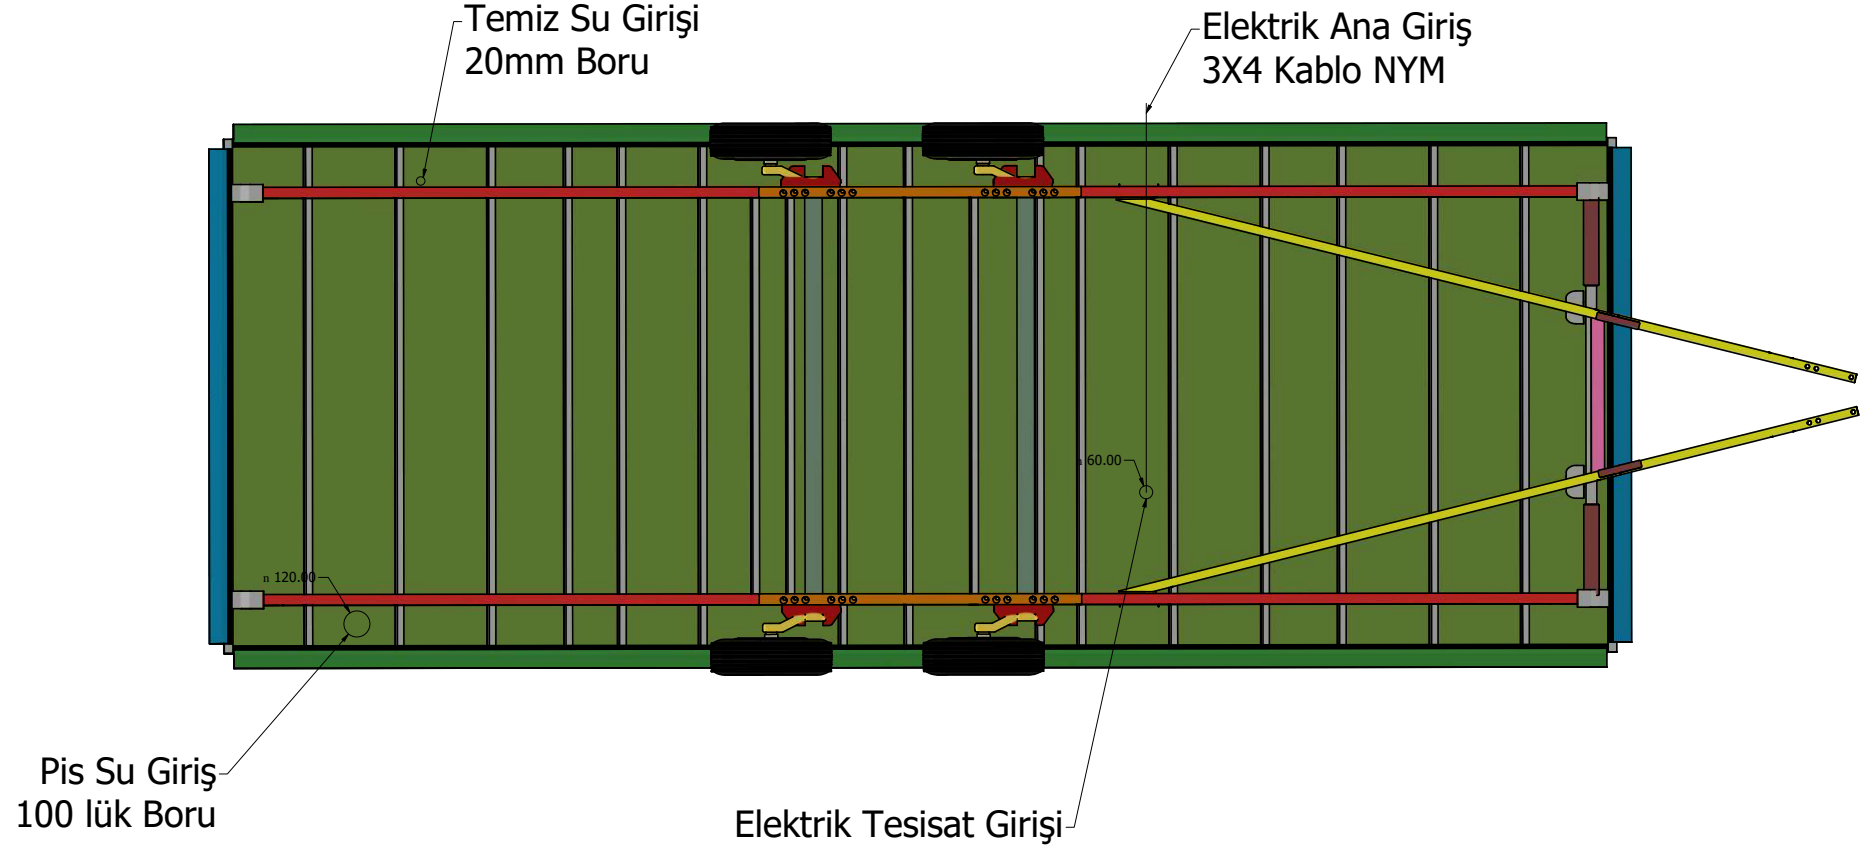 Temiz Su Girişi
20mm Boru
Elektrik Ana Giriş
3X4 Kablo NYM
60.00
n 120.00
Pis Su Giriş
100 lük Boru
Elektrik Tesisat Girişi